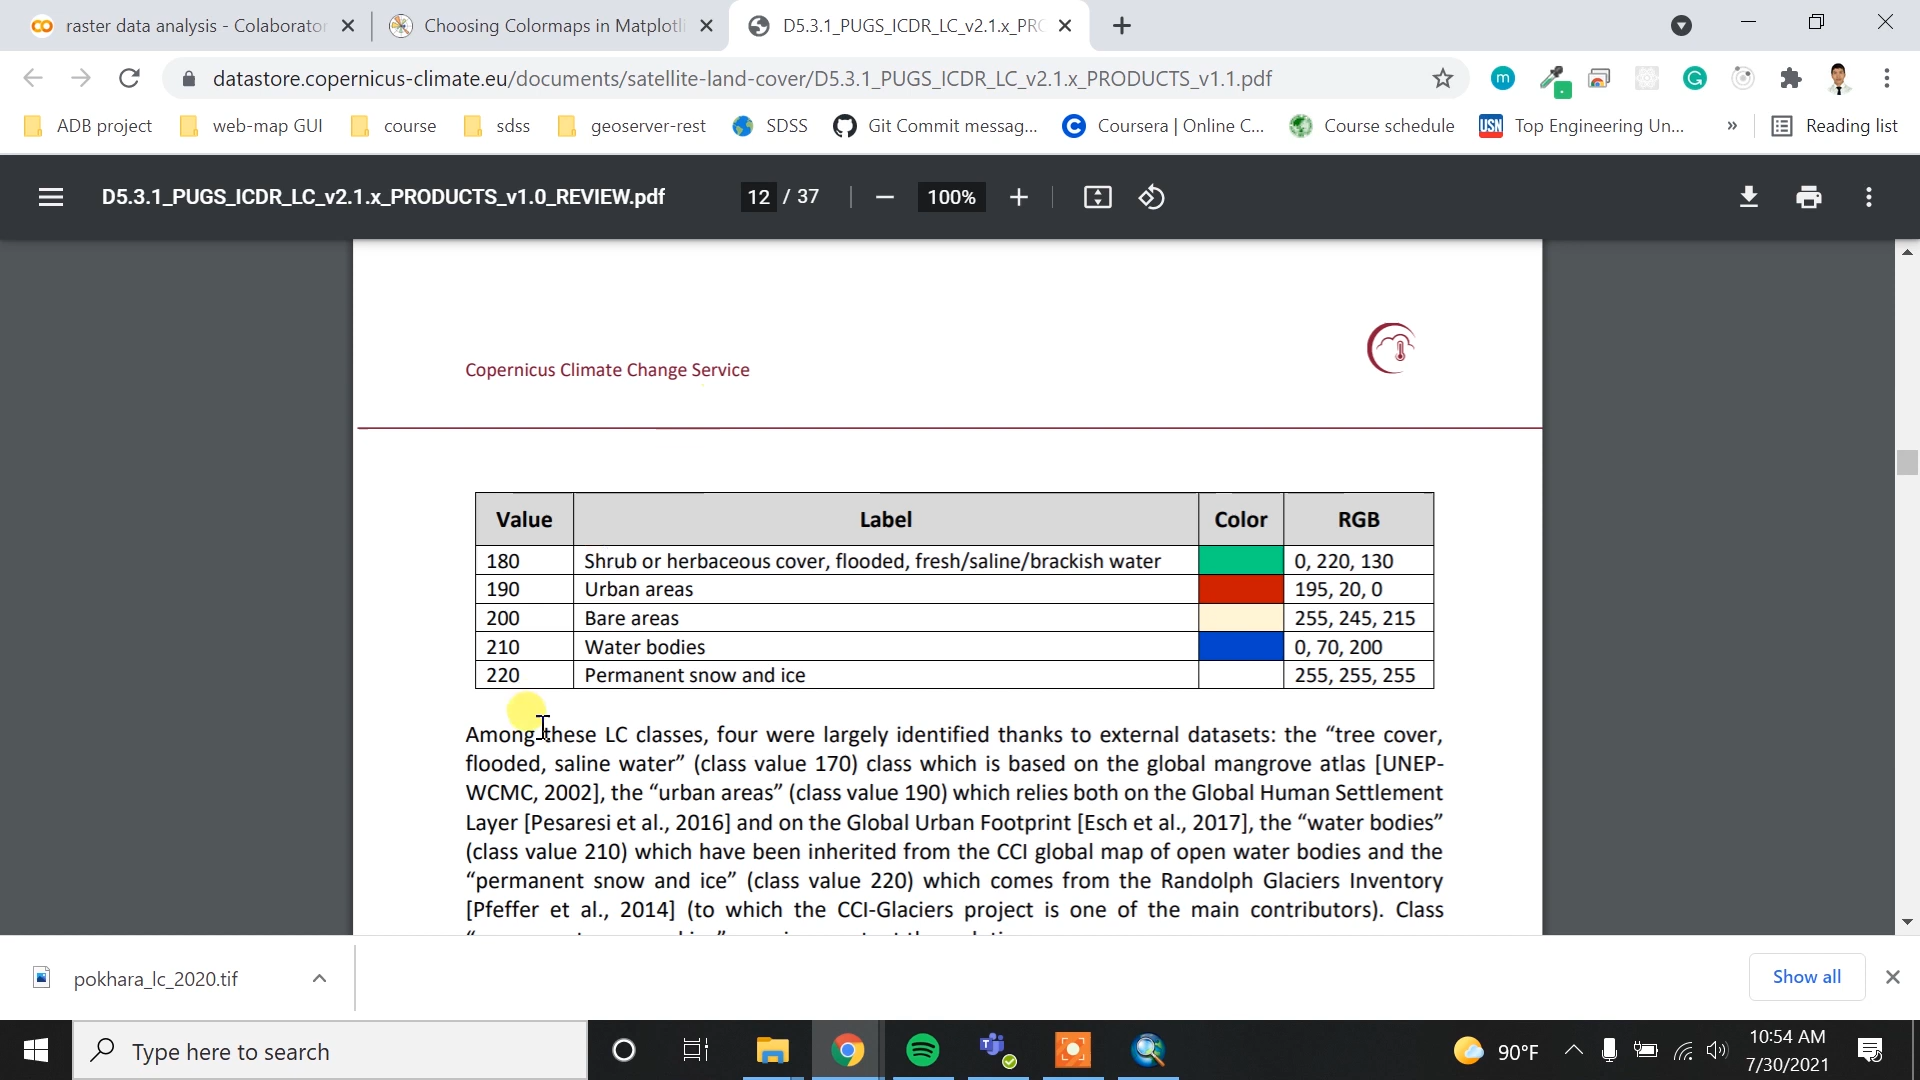 raster data analysis - Colaborator
Choosing Colormaps in Matplotli
D5.3.1_PUGS_ICDR_LC_v2.1.x_PRO
datastore.copernicus-climate.eu/documents/satellite-land-cover/D5.3.1_PUGS_ICDR_LC_v2.1.x_PRODUCTS_v1.1.pdf
ADB project
web-map GUI
course
sdss
geoserver-rest
SDSS
Git Commit messag...
Coursera | Online C...
Course schedule
USN Top Engineering Un...
»
Reading list
D5.3.1_PUGS_ICDR_LC_v2.1.x_PRODUCTS_v1.0_REVIEW.pdf
12 / 37
100%
Copernicus Climate Change Service
Value Label Color RGB
180 Shrub or herbaceous cover, flooded, fresh/saline/brackish water 0, 220, 130
190 Urban areas 195, 20, 0
200 Bare areas 255, 245, 215
210 Water bodies 0, 70, 200
220 Permanent snow and ice 255, 255, 255
Among these LC classes, four were largely identified thanks to external datasets: the “tree cover,
flooded, saline water” (class value 170) class which is based on the global mangrove atlas [UNEP-
WCMC, 2002], the “urban areas” (class value 190) which relies both on the Global Human Settlement
Layer [Pesaresi et al., 2016] and on the Global Urban Footprint [Esch et al., 2017], the “water bodies”
(class value 210) which have been inherited from the CCI global map of open water bodies and the
“permanent snow and ice” (class value 220) which comes from the Randolph Glaciers Inventory
[Pfeffer et al., 2014] (to which the CCI-Glaciers project is one of the main contributors). Class
pokhara_lc_2020.tif
Show all
Type here to search
90°F
10:54 AM
7/30/2021